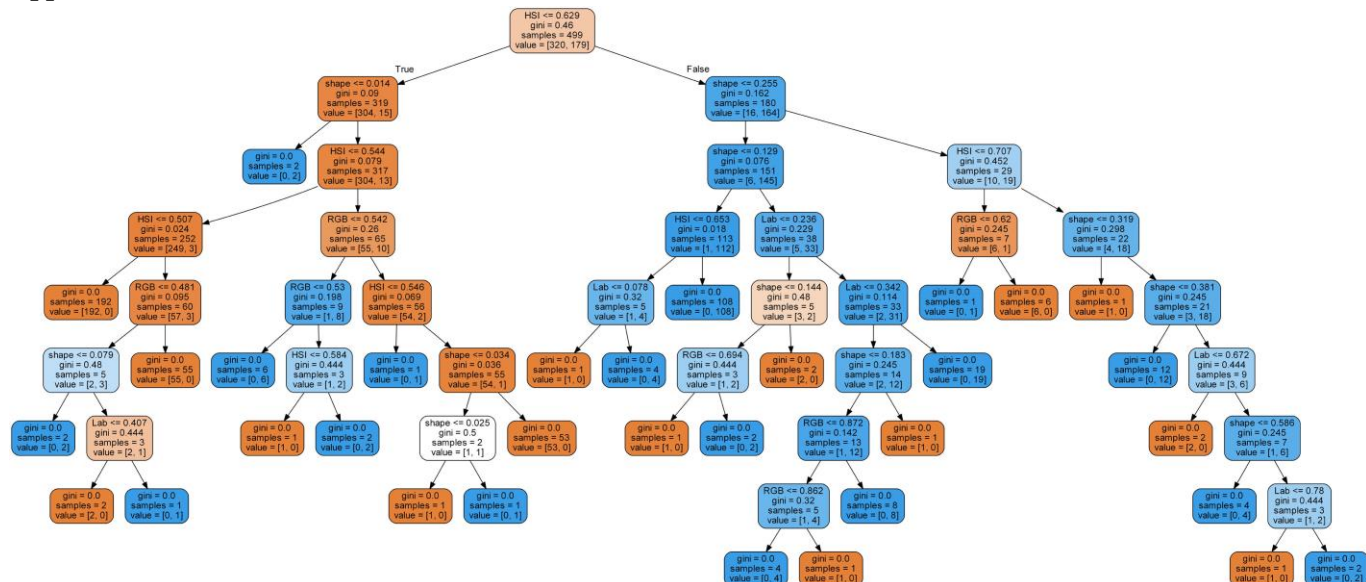 HSI <= 0.629
gini = 0.46
samples = 499
value = [320, 179]
True
False
shape <= 0.014
gini = 0.09
samples = 319
value = [304, 15]
shape <= 0.255
gini = 0.162
samples = 180
value = [16, 164]
gini = 0.0
samples = 2
value = [0, 2]
HSI <= 0.544
gini = 0.079
samples = 317
value = [304, 13]
shape <= 0.129
gini = 0.076
samples = 151
value = [6, 145]
HSI <= 0.707
gini = 0.452
samples = 29
value = [10, 19]
HSI <= 0.507
gini = 0.024
samples = 252
value = [249, 3]
RGB <= 0.542
gini = 0.26
samples = 65
value = [55, 10]
HSI <= 0.653
gini = 0.018
samples = 113
value = [1, 112]
Lab <= 0.236
gini = 0.229
samples = 38
value = [5, 33]
RGB <= 0.62
gini = 0.245
samples = 7
value = [6, 1]
shape <= 0.319
gini = 0.298
samples = 22
value = [4, 18]
gini = 0.0
samples = 192
value = [192, 0]
RGB <= 0.481
gini = 0.095
samples = 60
value = [57, 3]
RGB <= 0.53
gini = 0.198
samples = 9
value = [1, 8]
HSI <= 0.546
gini = 0.069
samples = 56
value = [54, 2]
Lab <= 0.078
gini = 0.32
samples = 5
value = [1, 4]
gini = 0.0
samples = 108
value = [0, 108]
shape <= 0.144
gini = 0.48
samples = 5
value = [3, 2]
Lab <= 0.342
gini = 0.114
samples = 33
value = [2, 31]
gini = 0.0
samples = 1
value = [0, 1]
gini = 0.0
samples = 6
value = [6, 0]
gini = 0.0
samples = 1
value = [1, 0]
shape <= 0.381
gini = 0.245
samples = 21
value = [3, 18]
shape <= 0.079
gini = 0.48
samples = 5
value = [2, 3]
gini = 0.0
samples = 55
value = [55, 0]
gini = 0.0
samples = 6
value = [0, 6]
HSI <= 0.584
gini = 0.444
samples = 3
value = [1, 2]
gini = 0.0
samples = 1
value = [0, 1]
shape <= 0.034
gini = 0.036
samples = 55
value = [54, 1]
gini = 0.0
samples = 1
value = [1, 0]
gini = 0.0
samples = 4
value = [0, 4]
RGB <= 0.694
gini = 0.444
samples = 3
value = [1, 2]
gini = 0.0
samples = 2
value = [2, 0]
shape <= 0.183
gini = 0.245
samples = 14
value = [2, 12]
gini = 0.0
samples = 19
value = [0, 19]
gini = 0.0
samples = 12
value = [0, 12]
Lab <= 0.672
gini = 0.444
samples = 9
value = [3, 6]
gini = 0.0
samples = 2
value = [0, 2]
Lab <= 0.407
gini = 0.444
samples = 3
value = [2, 1]
gini = 0.0
samples = 1
value = [1, 0]
gini = 0.0
samples = 2
value = [0, 2]
shape <= 0.025
gini = 0.5
samples = 2
value = [1, 1]
gini = 0.0
samples = 53
value = [53, 0]
gini = 0.0
samples = 1
value = [1, 0]
gini = 0.0
samples = 2
value = [0, 2]
RGB <= 0.872
gini = 0.142
samples = 13
value = [1, 12]
gini = 0.0
samples = 1
value = [1, 0]
gini = 0.0
samples = 2
value = [2, 0]
shape <= 0.586
gini = 0.245
samples = 7
value = [1, 6]
gini = 0.0
samples = 2
value = [2, 0]
gini = 0.0
samples = 1
value = [0, 1]
gini = 0.0
samples = 1
value = [1, 0]
gini = 0.0
samples = 1
value = [0, 1]
RGB <= 0.862
gini = 0.32
samples = 5
value = [1, 4]
gini = 0.0
samples = 8
value = [0, 8]
gini = 0.0
samples = 4
value = [0, 4]
Lab <= 0.78
gini = 0.444
samples = 3
value = [1, 2]
gini = 0.0
samples = 4
value = [0, 4]
gini = 0.0
samples = 1
value = [1, 0]
gini = 0.0
samples = 1
value = [1, 0]
gini = 0.0
samples = 2
value = [0, 2]